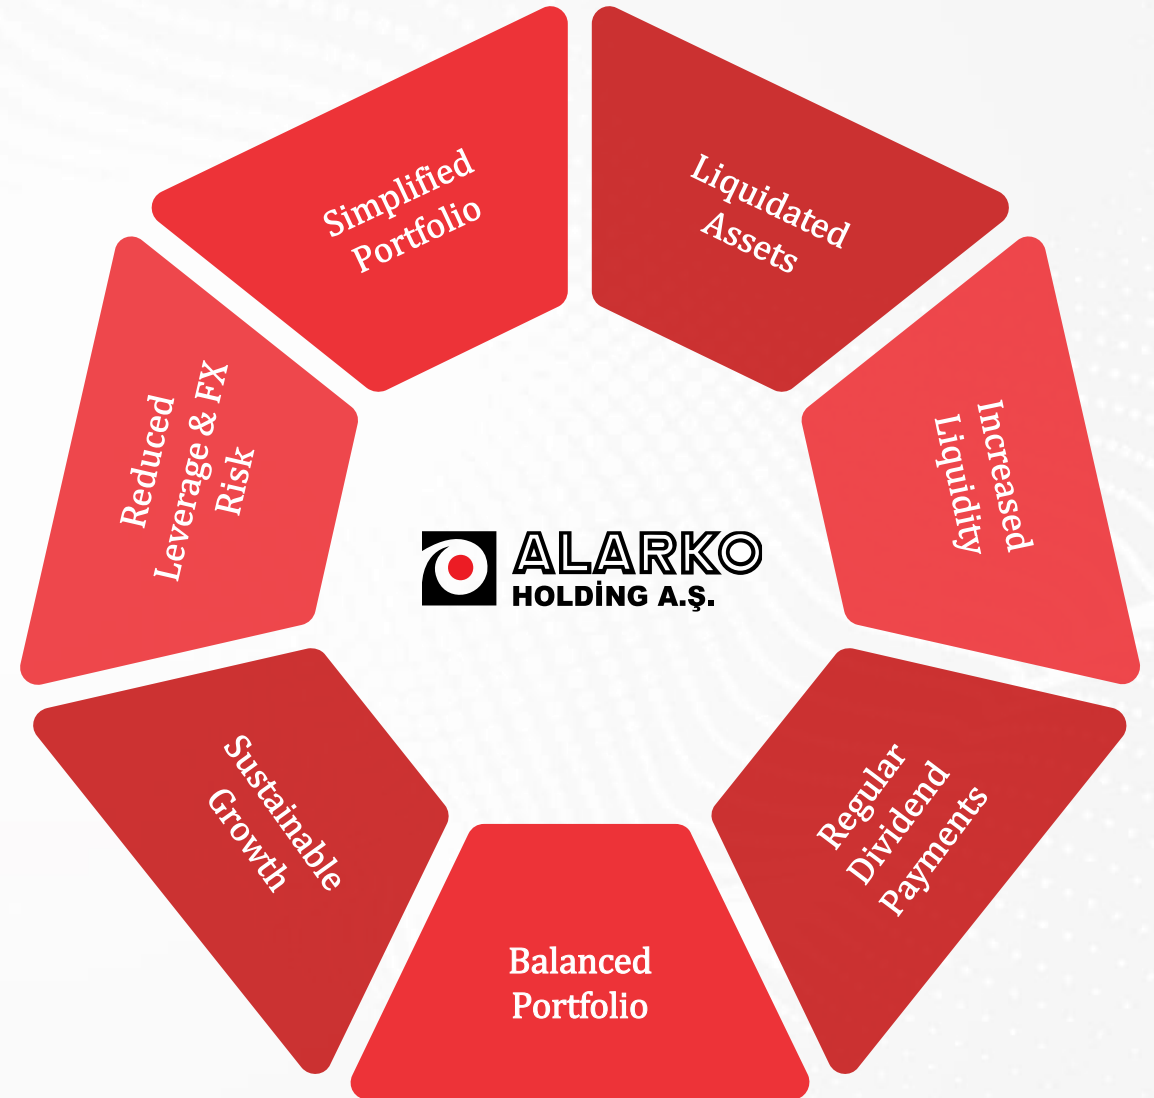 Simplified
Portfolio
Liquidated
Assets
Increased
Liquidity
Regular
Dividend
Payments
Balanced
Portfolio
Sustainable
Growth
Reduced
Leverage & FX
Risk
ALARKO
HOLDİNG A.Ş.